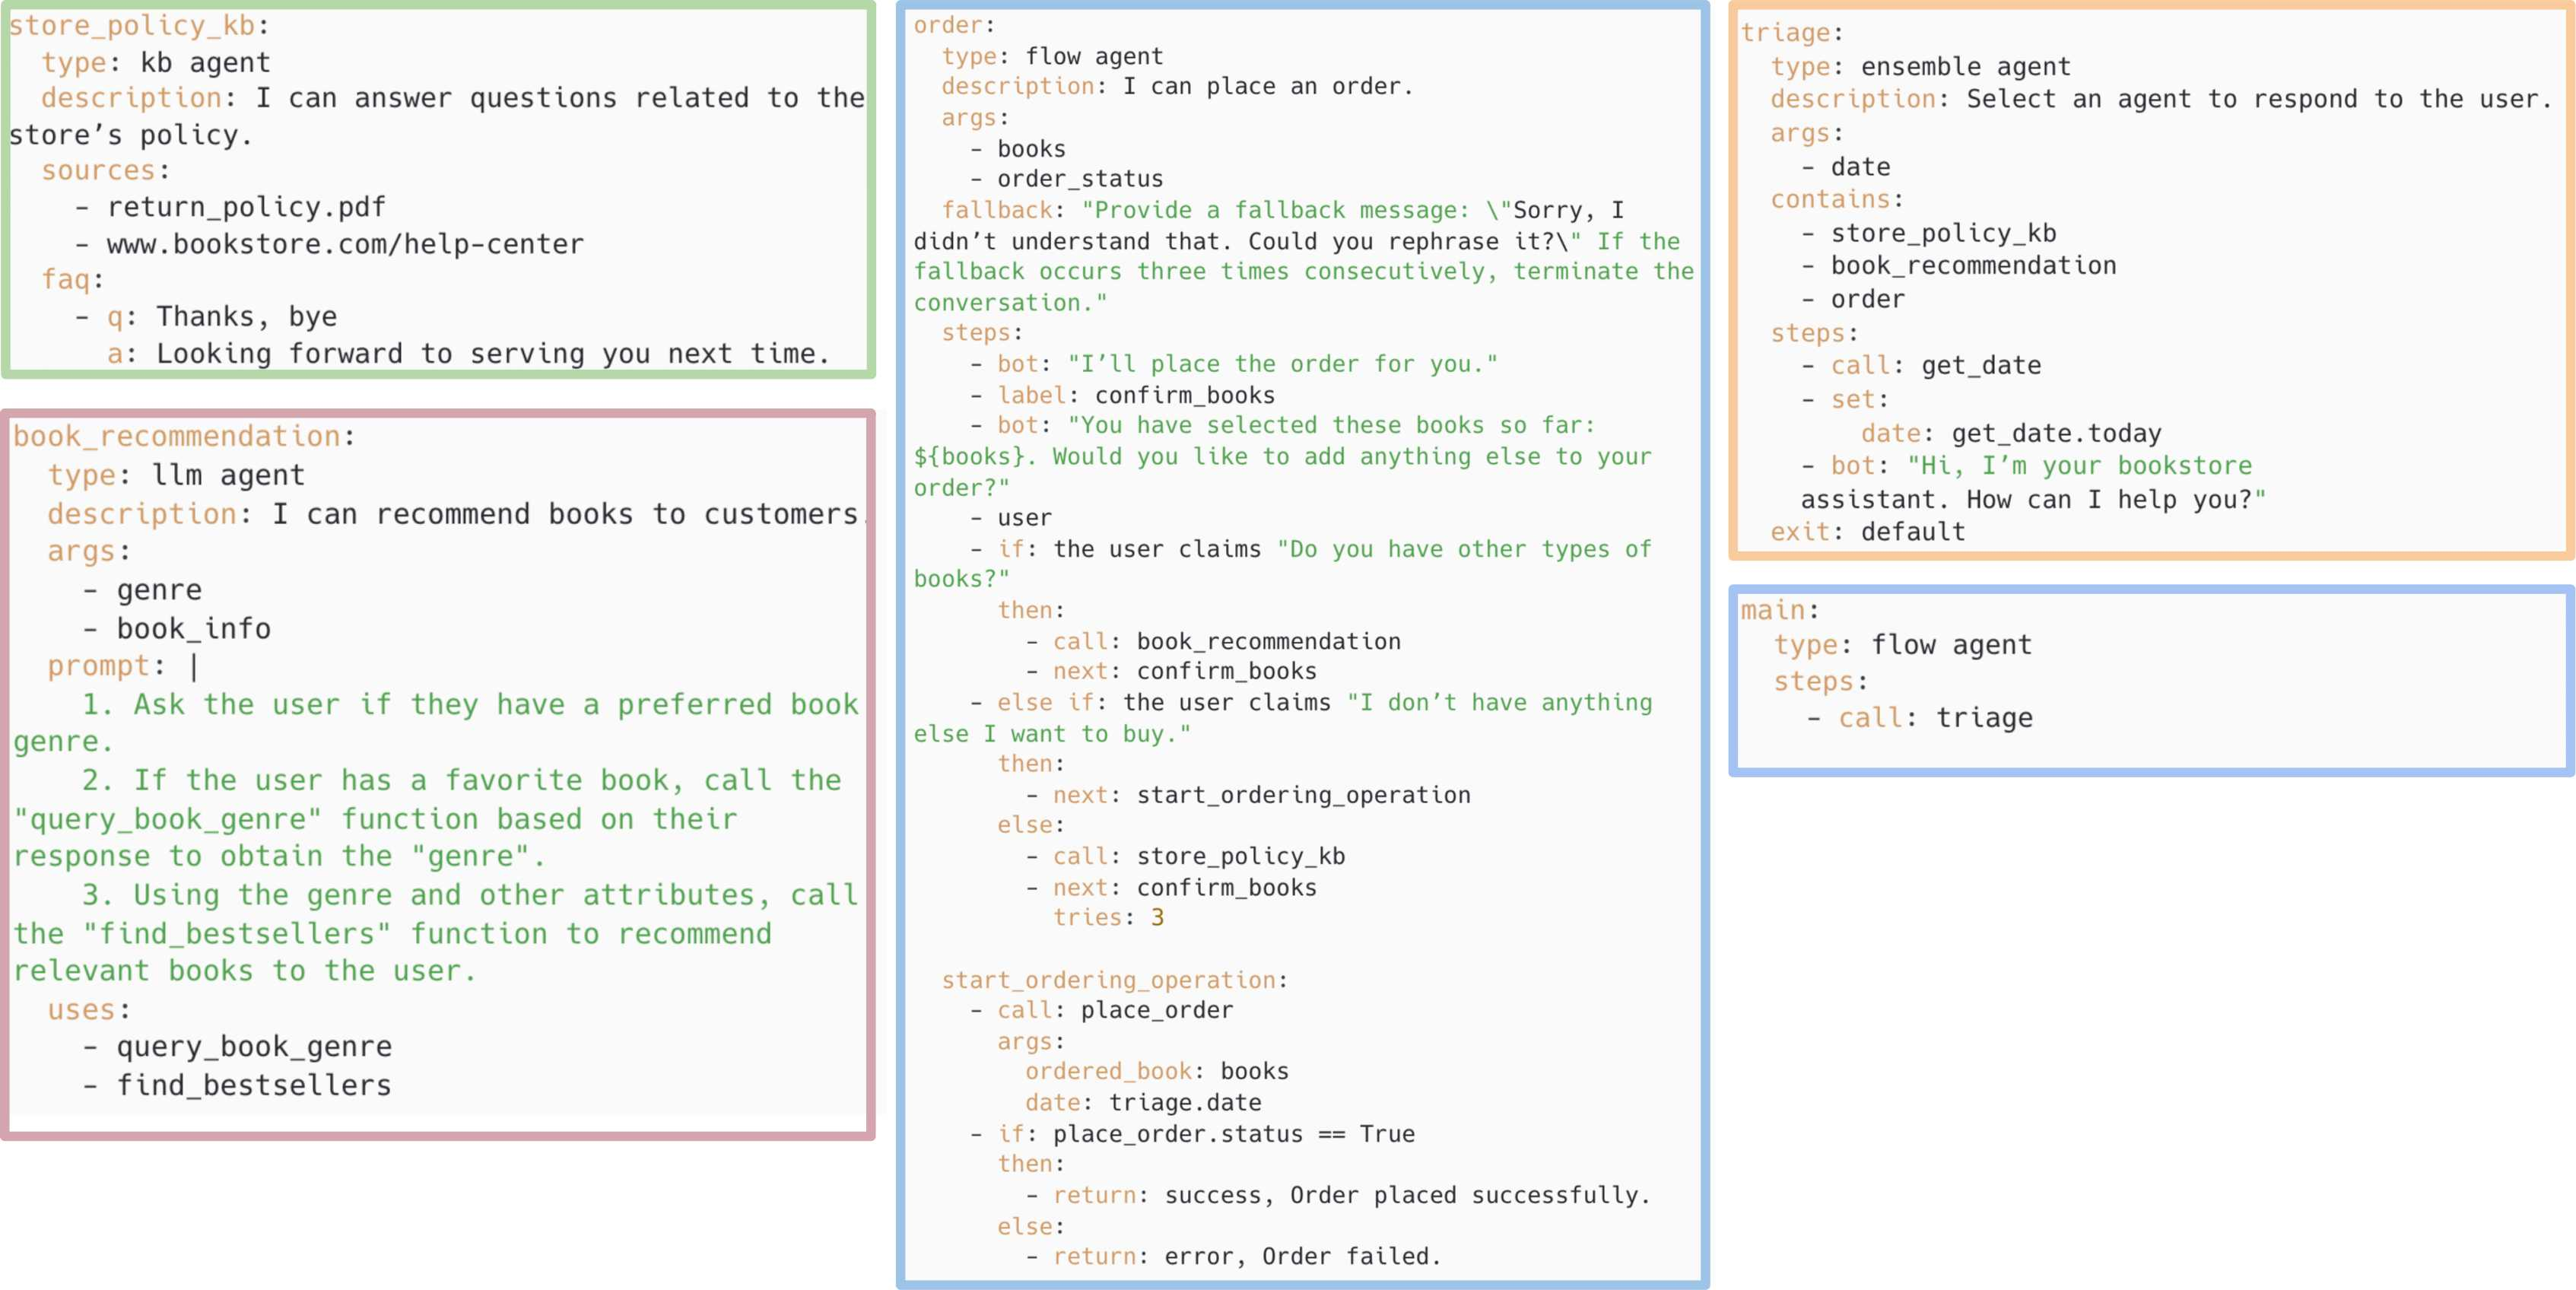 store_policy_kb:
  type: kb agent
  description: I can answer questions related to the
store’s policy.
  sources:
    - return_policy.pdf
    - www.bookstore.com/help-center
  faq:
    - q: Thanks, bye
      a: Looking forward to serving you next time.
book_recommendation:
  type: llm agent
  description: I can recommend books to customers.
  args:
    - genre
    - book_info
  prompt: |
    1. Ask the user if they have a preferred book
genre.
    2. If the user has a favorite book, call the
"query_book_genre" function based on their
response to obtain the "genre".
    3. Using the genre and other attributes, call
the "find_bestsellers" function to recommend
relevant books to the user.
  uses:
    - query_book_genre
    - find_bestsellers
order:
  type: flow agent
  description: I can place an order.
  args:
    - books
    - order_status
  fallback: "Provide a fallback message: \"Sorry, I
didn’t understand that. Could you rephrase it?\" If the
fallback occurs three times consecutively, terminate the
conversation."
  steps:
    - bot: "I’ll place the order for you."
    - label: confirm_books
    - bot: "You have selected these books so far:
${books}. Would you like to add anything else to your
order?"
    - user
    - if: the user claims "Do you have other types of
books?"
      then:
        - call: book_recommendation
        - next: confirm_books
    - else if: the user claims "I don’t have anything
else I want to buy."
      then:
        - next: start_ordering_operation
      else:
        - call: store_policy_kb
        - next: confirm_books
          tries: 3
  start_ordering_operation:
    - call: place_order
      args:
        ordered_book: books
        date: triage.date
    - if: place_order.status == True
      then:
        - return: success, Order placed successfully.
      else:
        - return: error, Order failed.
triage:
  type: ensemble agent
  description: Select an agent to respond to the user.
  args:
    - date
  contains:
    - store_policy_kb
    - book_recommendation
    - order
  steps:
    - call: get_date
    - set:
        date: get_date.today
    - bot: "Hi, I’m your bookstore
    assistant. How can I help you?"
  exit: default
main:
  type: flow agent
  steps:
    - call: triage